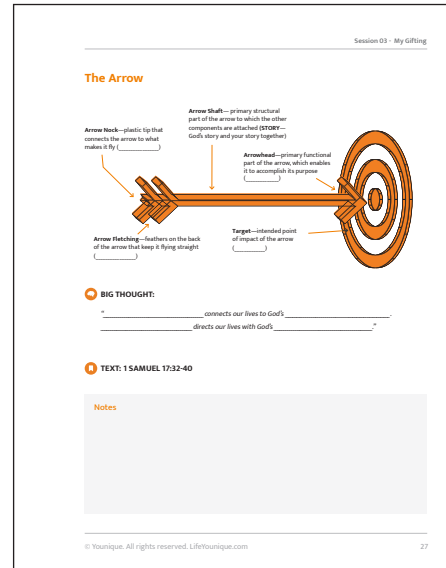 Session 03 · My Gifting
The Arrow
Arrow Shaft— primary structural
part of the arrow to which the other
components are attached (STORY—
God's story and your story together)
Arrow Nock—plastic tip that
connects the arrow to what
makes it fly (____________)
Arrowhead—primary functional
part of the arrow, which enables
it to accomplish its purpose
(__________)
Arrow Fletching—feathers on the back
of the arrow that keep it flying straight
(____________)
Target—intended point
of impact of the arrow
(_________)
BIG THOUGHT:
"____________________________ connects our lives to God's _____________________________.
__________________________ directs our lives with God's ____________________________."
TEXT: 1 SAMUEL 17:32-40
Notes
© Younique. All rights reserved. LifeYounique.com
27